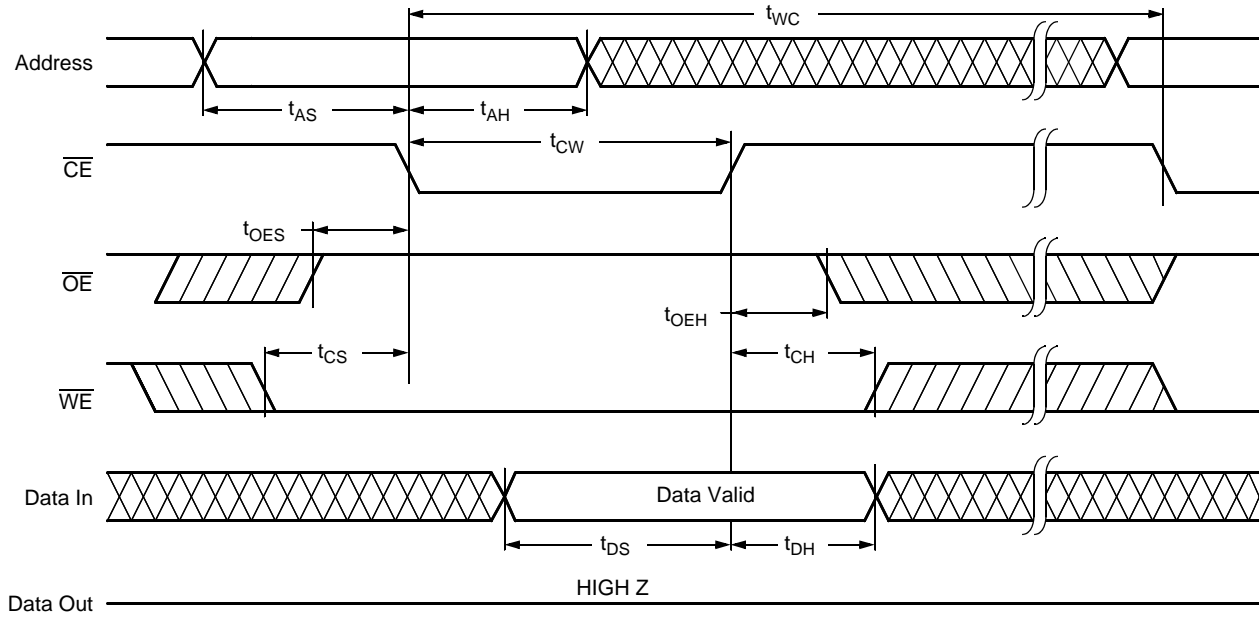 tWC
Address
tAS
tAH
tCW
CE
tOES
OE
tOEH
tCS
tCH
WE
Data In
Data Valid
tDS
tDH
HIGH Z
Data Out